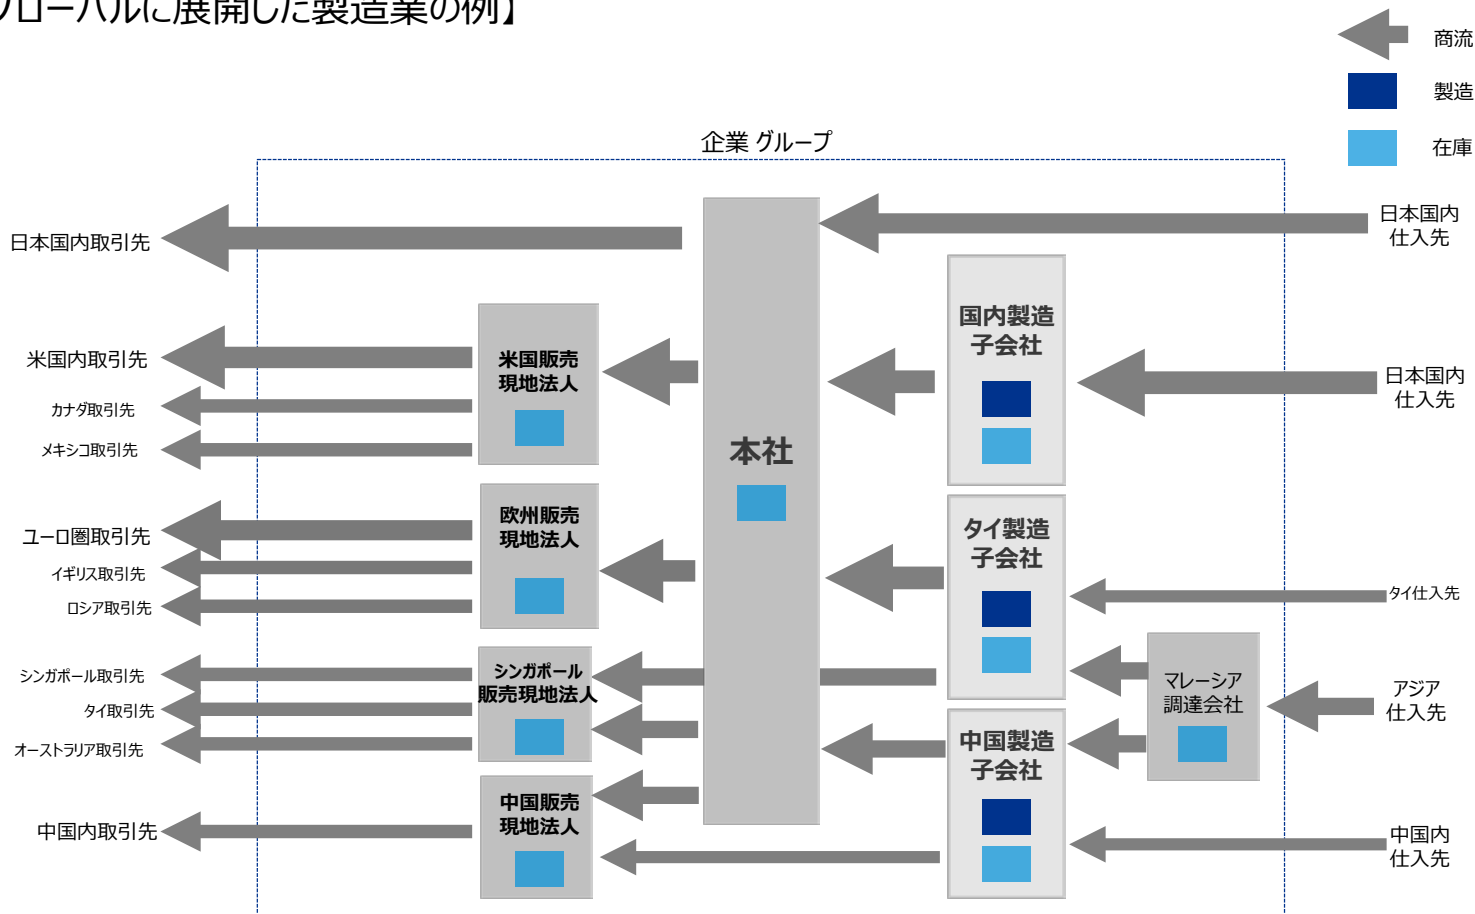 グローバルに展開した製造業の例】
商流
製造
在庫
企業 グループ
日本国内取引先
米国内取引先
カナダ取引先
メキシコ取引先
ユーロ圏取引先
イギリス取引先
ロシア取引先
シンガポール取引先
タイ取引先
オーストラリア取引先
中国内取引先
米国販売
現地法人
欧州販売
現地法人
シンガポール
販売現地法人
中国販売
現地法人
本社
国内製造
子会社
タイ製造
子会社
中国製造
子会社
マレーシア
調達会社
日本国内
仕入先
日本国内
仕入先
タイ仕入先
アジア
仕入先
中国内
仕入先